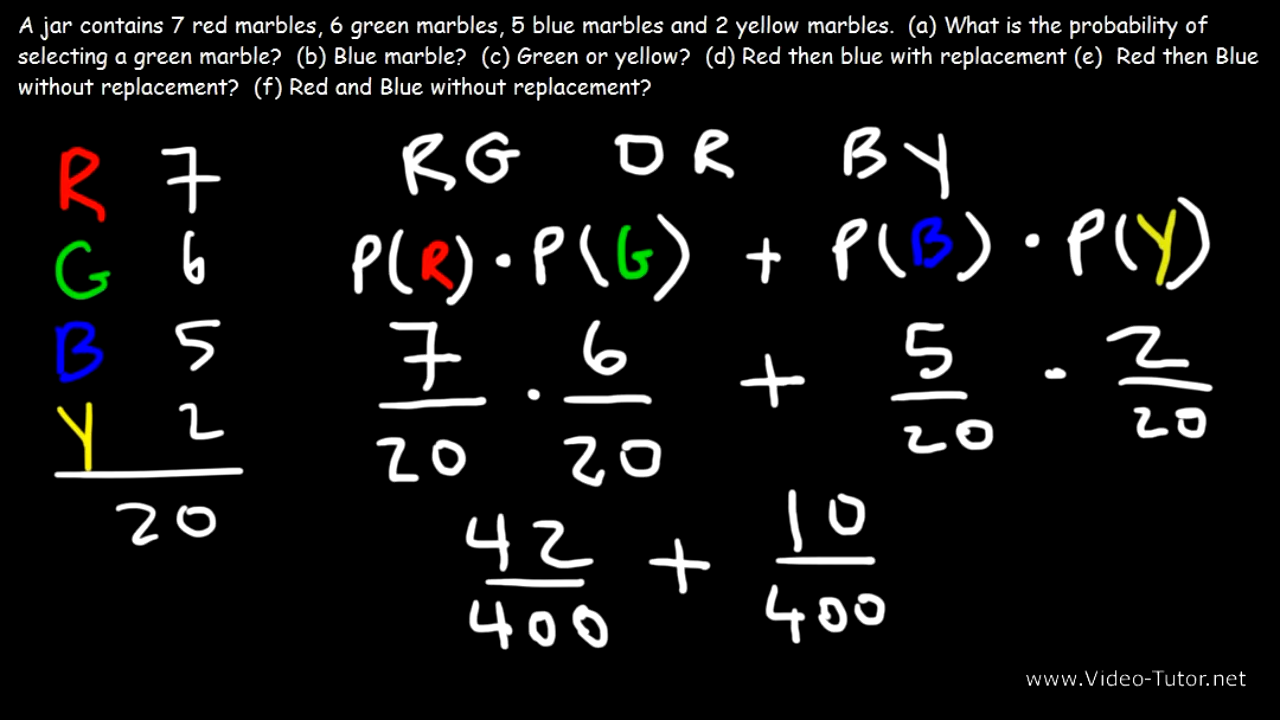 A jar contains 7 red marbles, 6 green marbles, 5 blue marbles and 2 yellow marbles. (a) What is the probability of
selecting a green marble? (b) Blue marble? (c) Green or yellow? (d) Red then blue with replacement (e) Red then Blue
without replacement? (f) Red and Blue without replacement?
R 7
G 6
B 5
Y 2
20
RG OR BY
P(R) · P(G) + P(B) · P(Y)
7/20 · 6/20 + 5/20 · 2/20
42/400 + 10/400
www.Video-Tutor.net